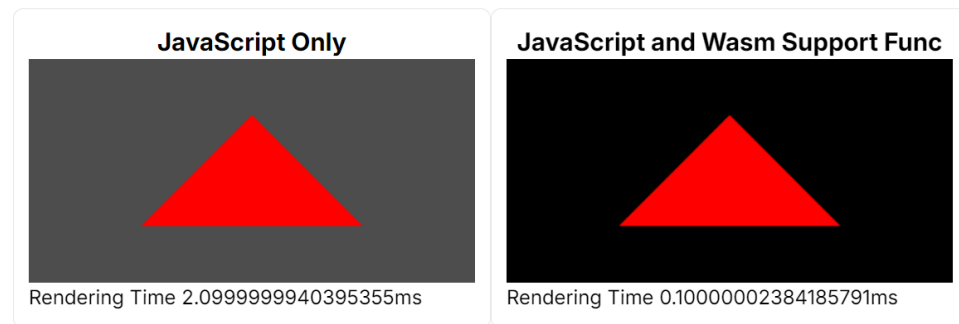 JavaScript Only
Rendering Time 2.0999999940395355ms
JavaScript and Wasm Support Func
Rendering Time 0.10000002384185791ms